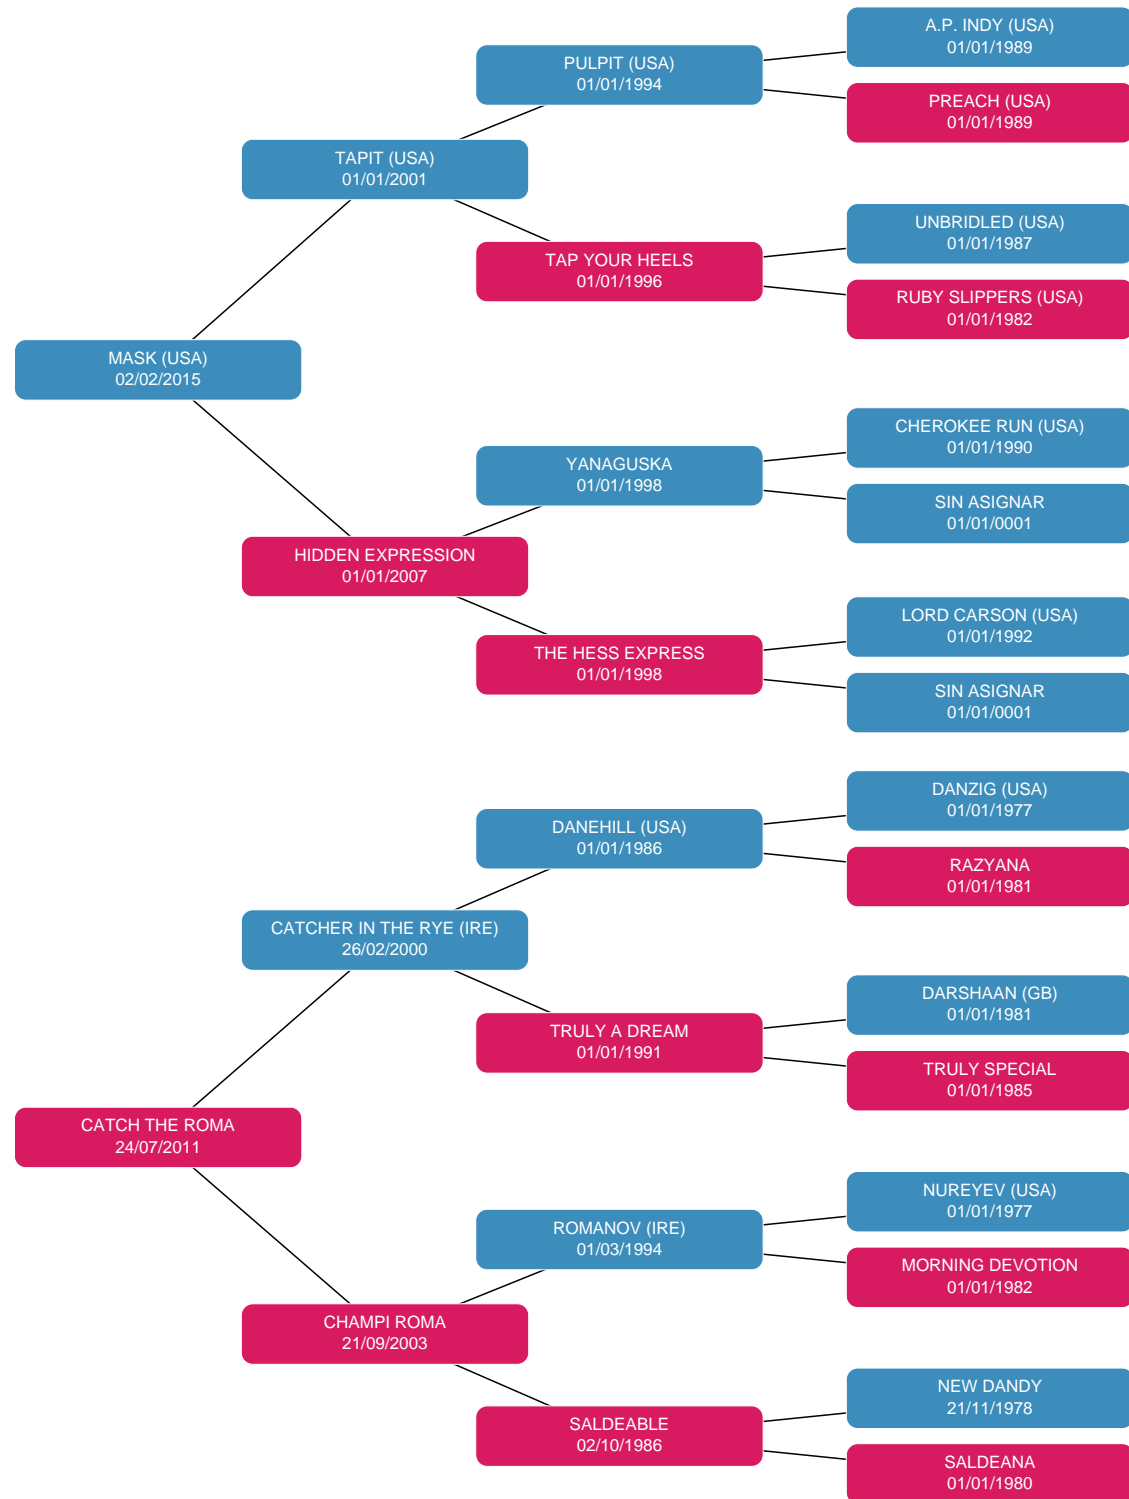 A.P. INDY (USA)
01/01/1989
PULPIT (USA)
01/01/1994
PREACH (USA)
01/01/1989
TAPIT (USA)
01/01/2001
UNBRIDLED (USA)
01/01/1987
TAP YOUR HEELS
01/01/1996
RUBY SLIPPERS (USA)
01/01/1982
MASK (USA)
02/02/2015
CHEROKEE RUN (USA)
01/01/1990
YANAGUSKA
01/01/1998
SIN ASIGNAR
01/01/0001
HIDDEN EXPRESSION
01/01/2007
LORD CARSON (USA)
01/01/1992
THE HESS EXPRESS
01/01/1998
SIN ASIGNAR
01/01/0001
DANZIG (USA)
01/01/1977
DANEHILL (USA)
01/01/1986
RAZYANA
01/01/1981
CATCHER IN THE RYE (IRE)
26/02/2000
DARSHAAN (GB)
01/01/1981
TRULY A DREAM
01/01/1991
TRULY SPECIAL
01/01/1985
CATCH THE ROMA
24/07/2011
NUREYEV (USA)
01/01/1977
ROMANOV (IRE)
01/03/1994
MORNING DEVOTION
01/01/1982
CHAMPI ROMA
21/09/2003
NEW DANDY
21/11/1978
SALDEABLE
02/10/1986
SALDEANA
01/01/1980